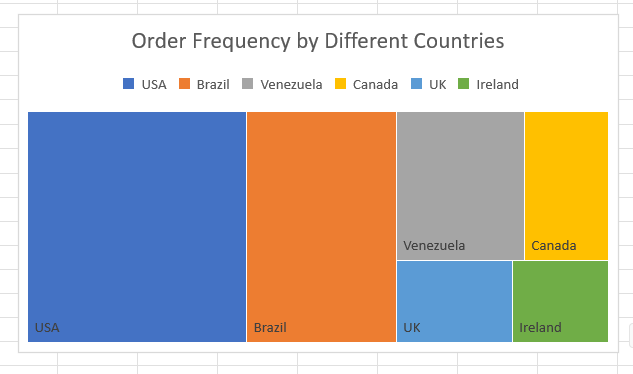 Order Frequency by Different Countries
USA Brazil Venezuela Canada UK Ireland
Venezuela Canada
USA Brazil UK Ireland